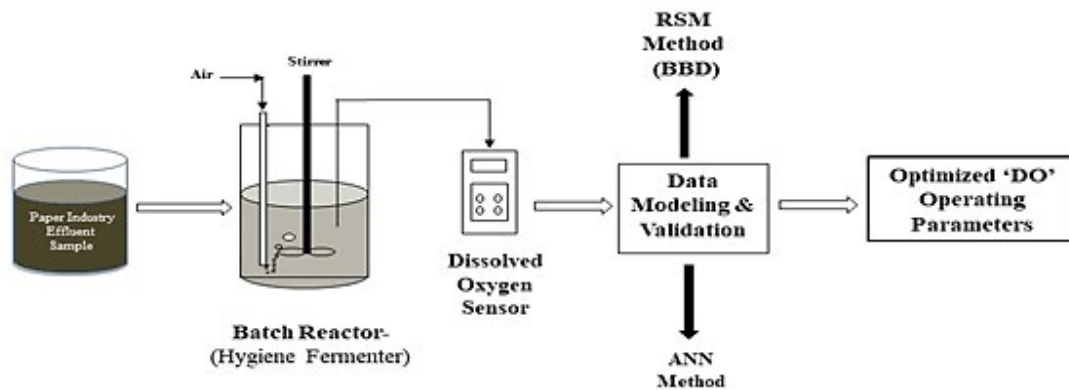 Paper Industry
Effluent
Sample
Air
Stirrer
Batch Reactor-
(Hygiene Fermenter)
Dissolved
Oxygen
Sensor
RSM
Method
(BBD)
Data
Modeling &
Validation
ANN
Method
Optimized ‘DO’
Operating
Parameters